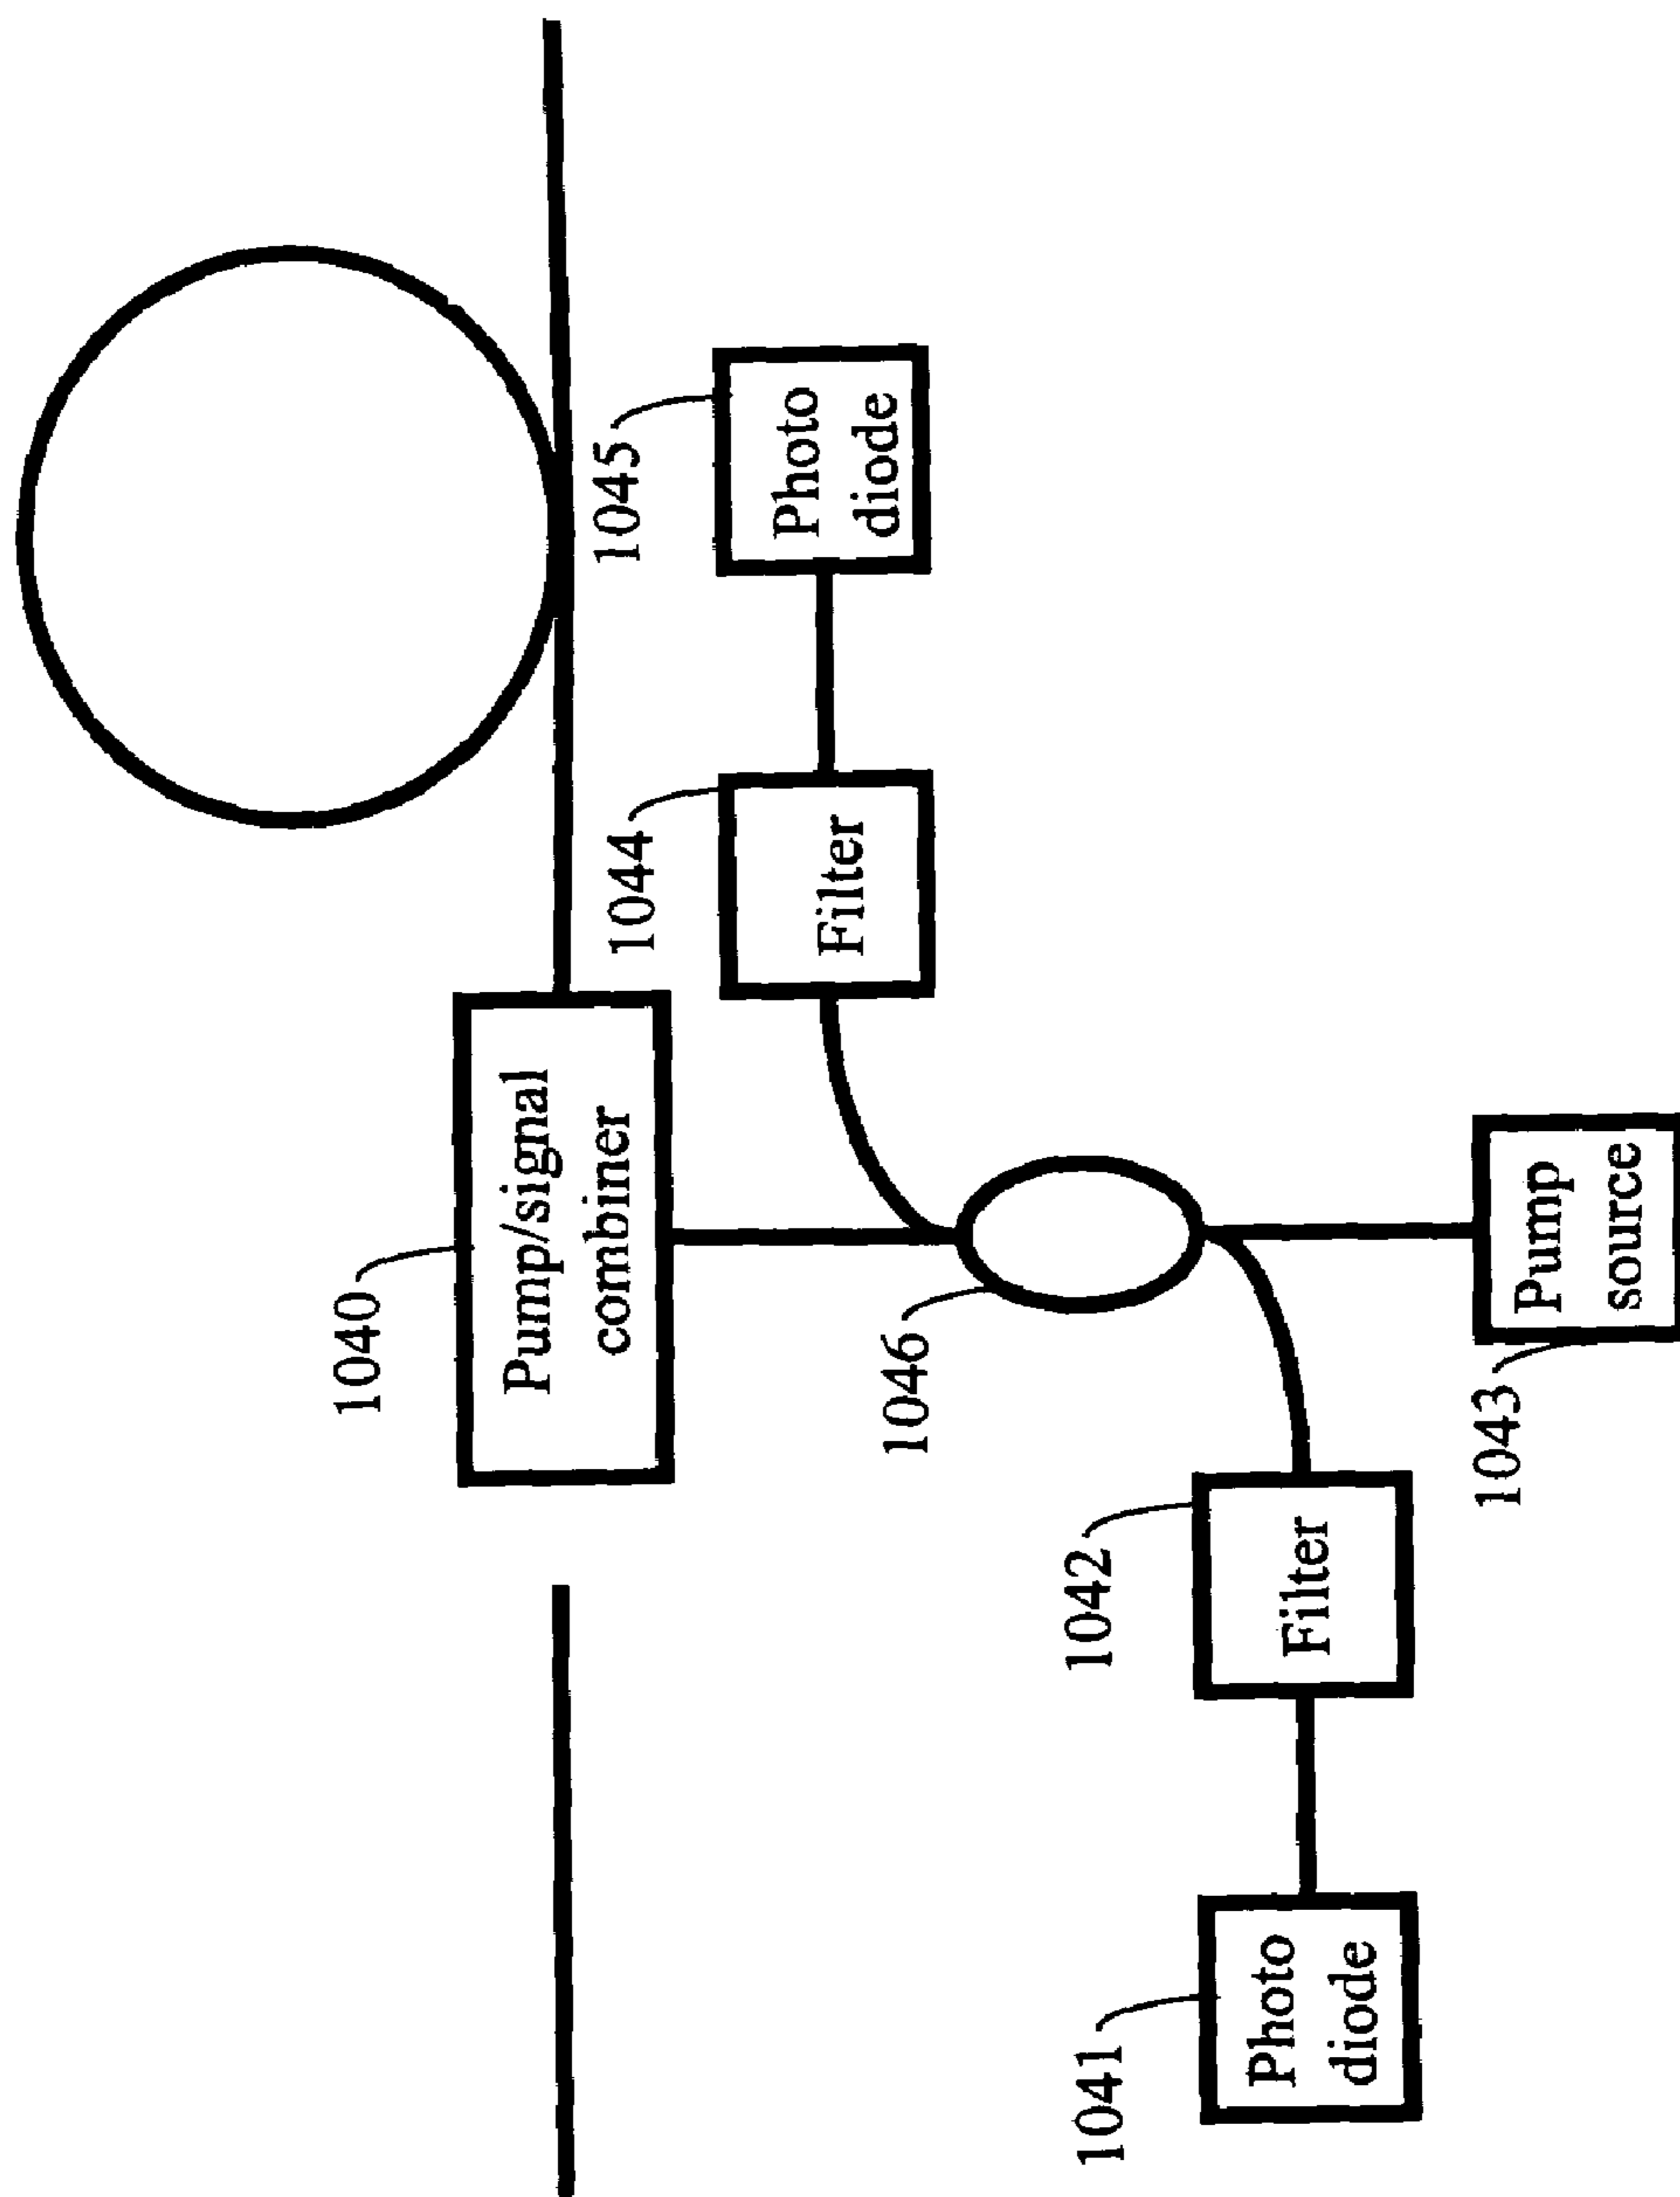 1040
Pump/signal
combiner
1044
Filter
1045
Photo
diode
1046
1041
Photo
diode
1042
Filter
1043
Pump
source